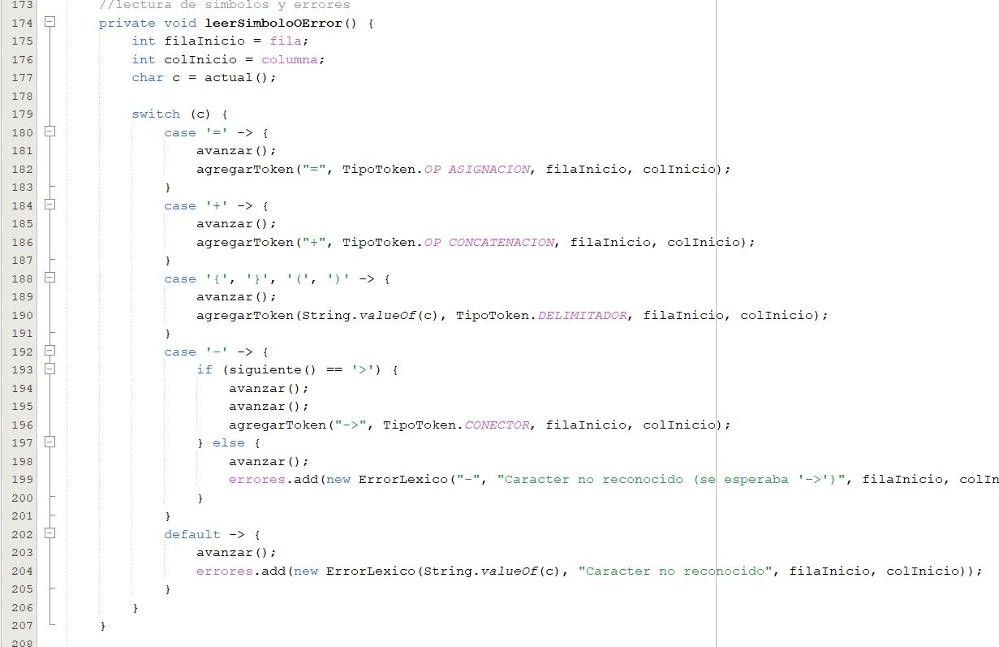 173 //lectura de simbolos y errores
174 private void leerSimboloOError() {
175 int filaInicio = fila;
176 int colInicio = columna;
177 char c = actual();
178
179 switch (c) {
180 case '=' -> {
181 avanzar();
182 agregarToken("=", TipoToken.OP_ASIGNACION, filaInicio, colInicio);
183 }
184 case '+' -> {
185 avanzar();
186 agregarToken("+", TipoToken.OP_CONCATENACION, filaInicio, colInicio);
187 }
188 case '{', '}', '(', ')' -> {
189 avanzar();
190 agregarToken(String.valueOf(c), TipoToken.DELIMITADOR, filaInicio, colInicio);
191 }
192 case '-' -> {
193 if (siguiente() == '>') {
194 avanzar();
195 avanzar();
196 agregarToken("->", TipoToken.CONECTOR, filaInicio, colInicio);
197 } else {
198 avanzar();
199 errores.add(new ErrorLexico("-", "Caracter no reconocido (se esperaba '->')", filaInicio, colIn
200 }
201 }
202 default -> {
203 avanzar();
204 errores.add(new ErrorLexico(String.valueOf(c), "Caracter no reconocido", filaInicio, colInicio));
205 }
206 }
207 }
208